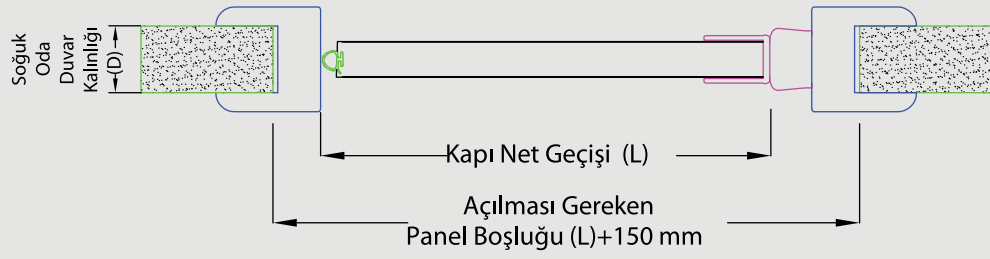 Soğuk
Oda
Duvar
Kalınlığı
(D)
Kapı Net Geçişi (L)
Açılması Gereken
Panel Boşluğu (L)+150 mm